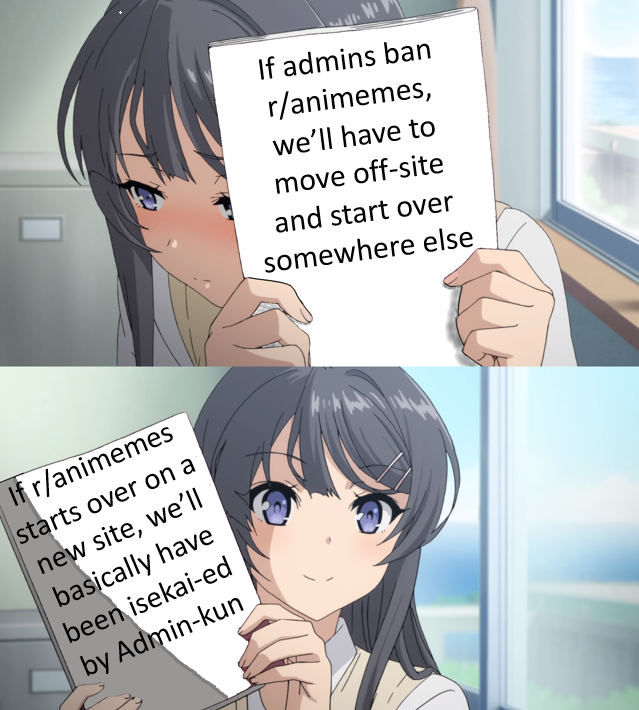 If admins ban
r/animemes,
we'll have to
move off-site
and start over
somewhere else
If r/animemes
starts over on a
new site, we'll
basically have
been isekai-ed
by Admin-kun